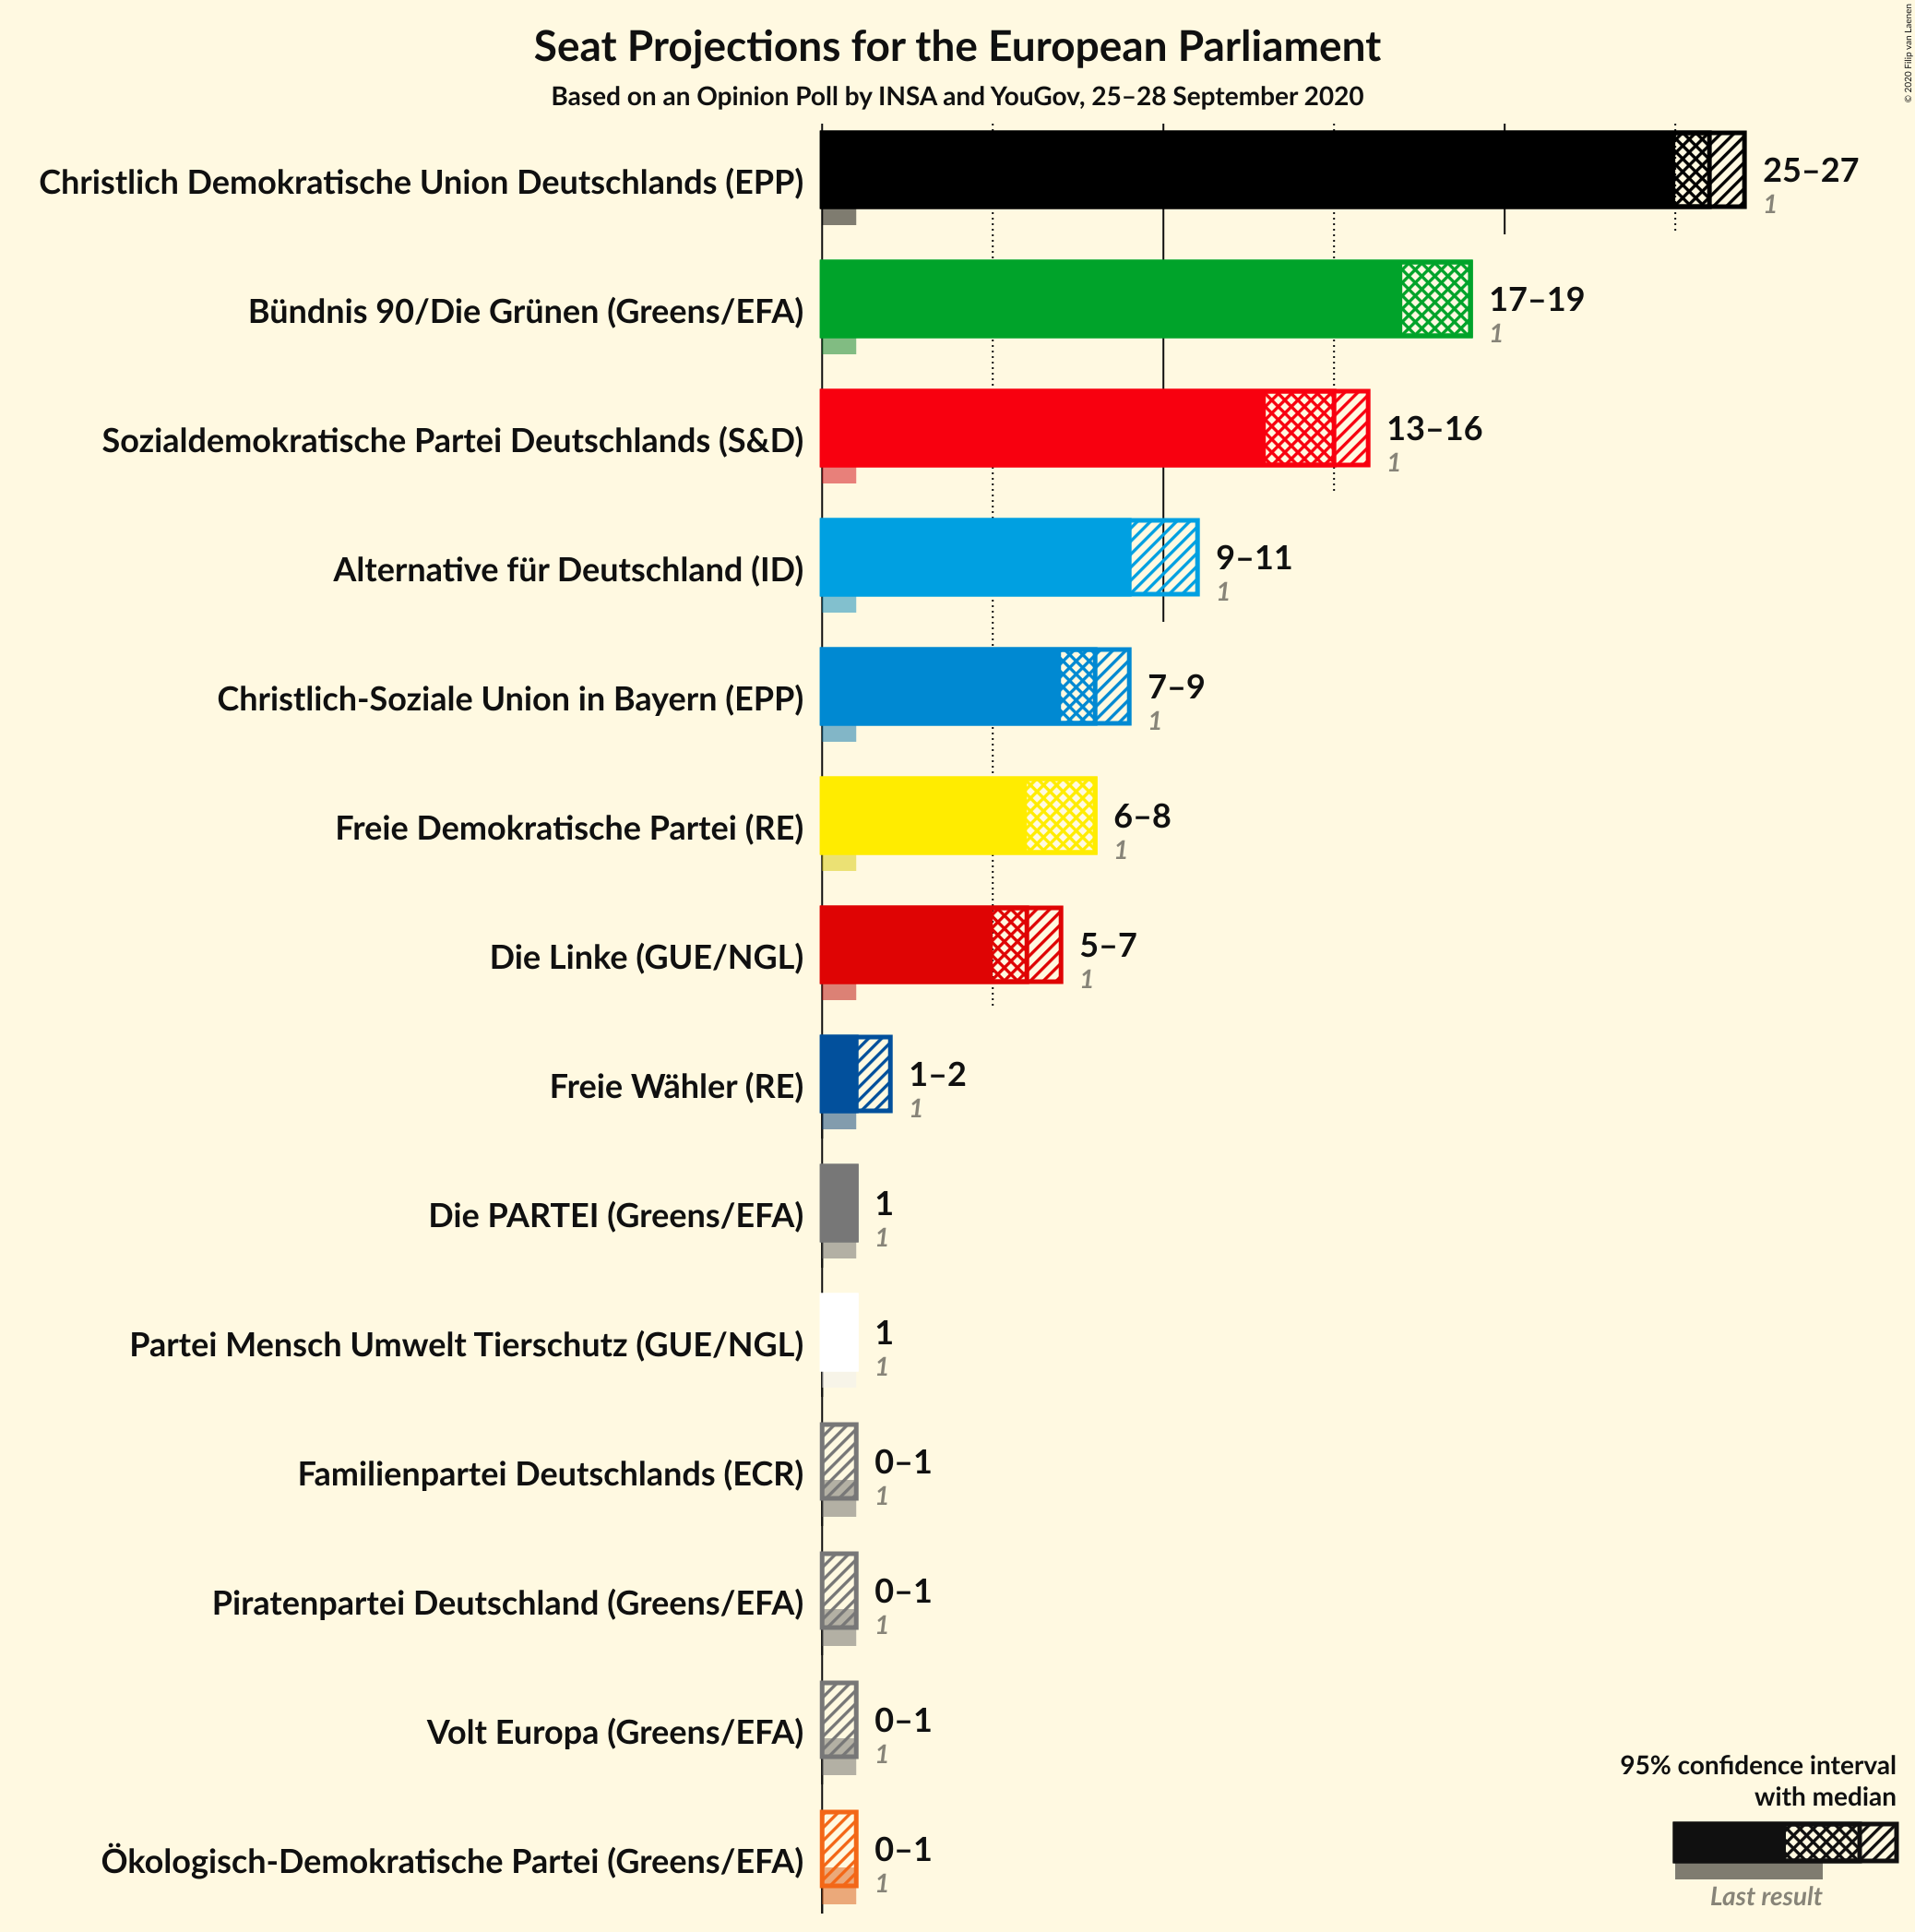 Seat Projections for the European Parliament
Based on an Opinion Poll by INSA and YouGov, 25–28 September 2020
© 2020 Filip van Laenen
Christlich Demokratische Union Deutschlands (EPP)
25–27
1
Bündnis 90/Die Grünen (Greens/EFA)
17–19
1
Sozialdemokratische Partei Deutschlands (S&D)
13–16
1
Alternative für Deutschland (ID)
9–11
1
Christlich-Soziale Union in Bayern (EPP)
7–9
1
Freie Demokratische Partei (RE)
6–8
1
Die Linke (GUE/NGL)
5–7
1
Freie Wähler (RE)
1–2
1
Die PARTEI (Greens/EFA)
1
1
Partei Mensch Umwelt Tierschutz (GUE/NGL)
1
1
Familienpartei Deutschlands (ECR)
0–1
1
Piratenpartei Deutschland (Greens/EFA)
0–1
1
Volt Europa (Greens/EFA)
0–1
1
Ökologisch-Demokratische Partei (Greens/EFA)
0–1
1
95% confidence interval
with median
Last result